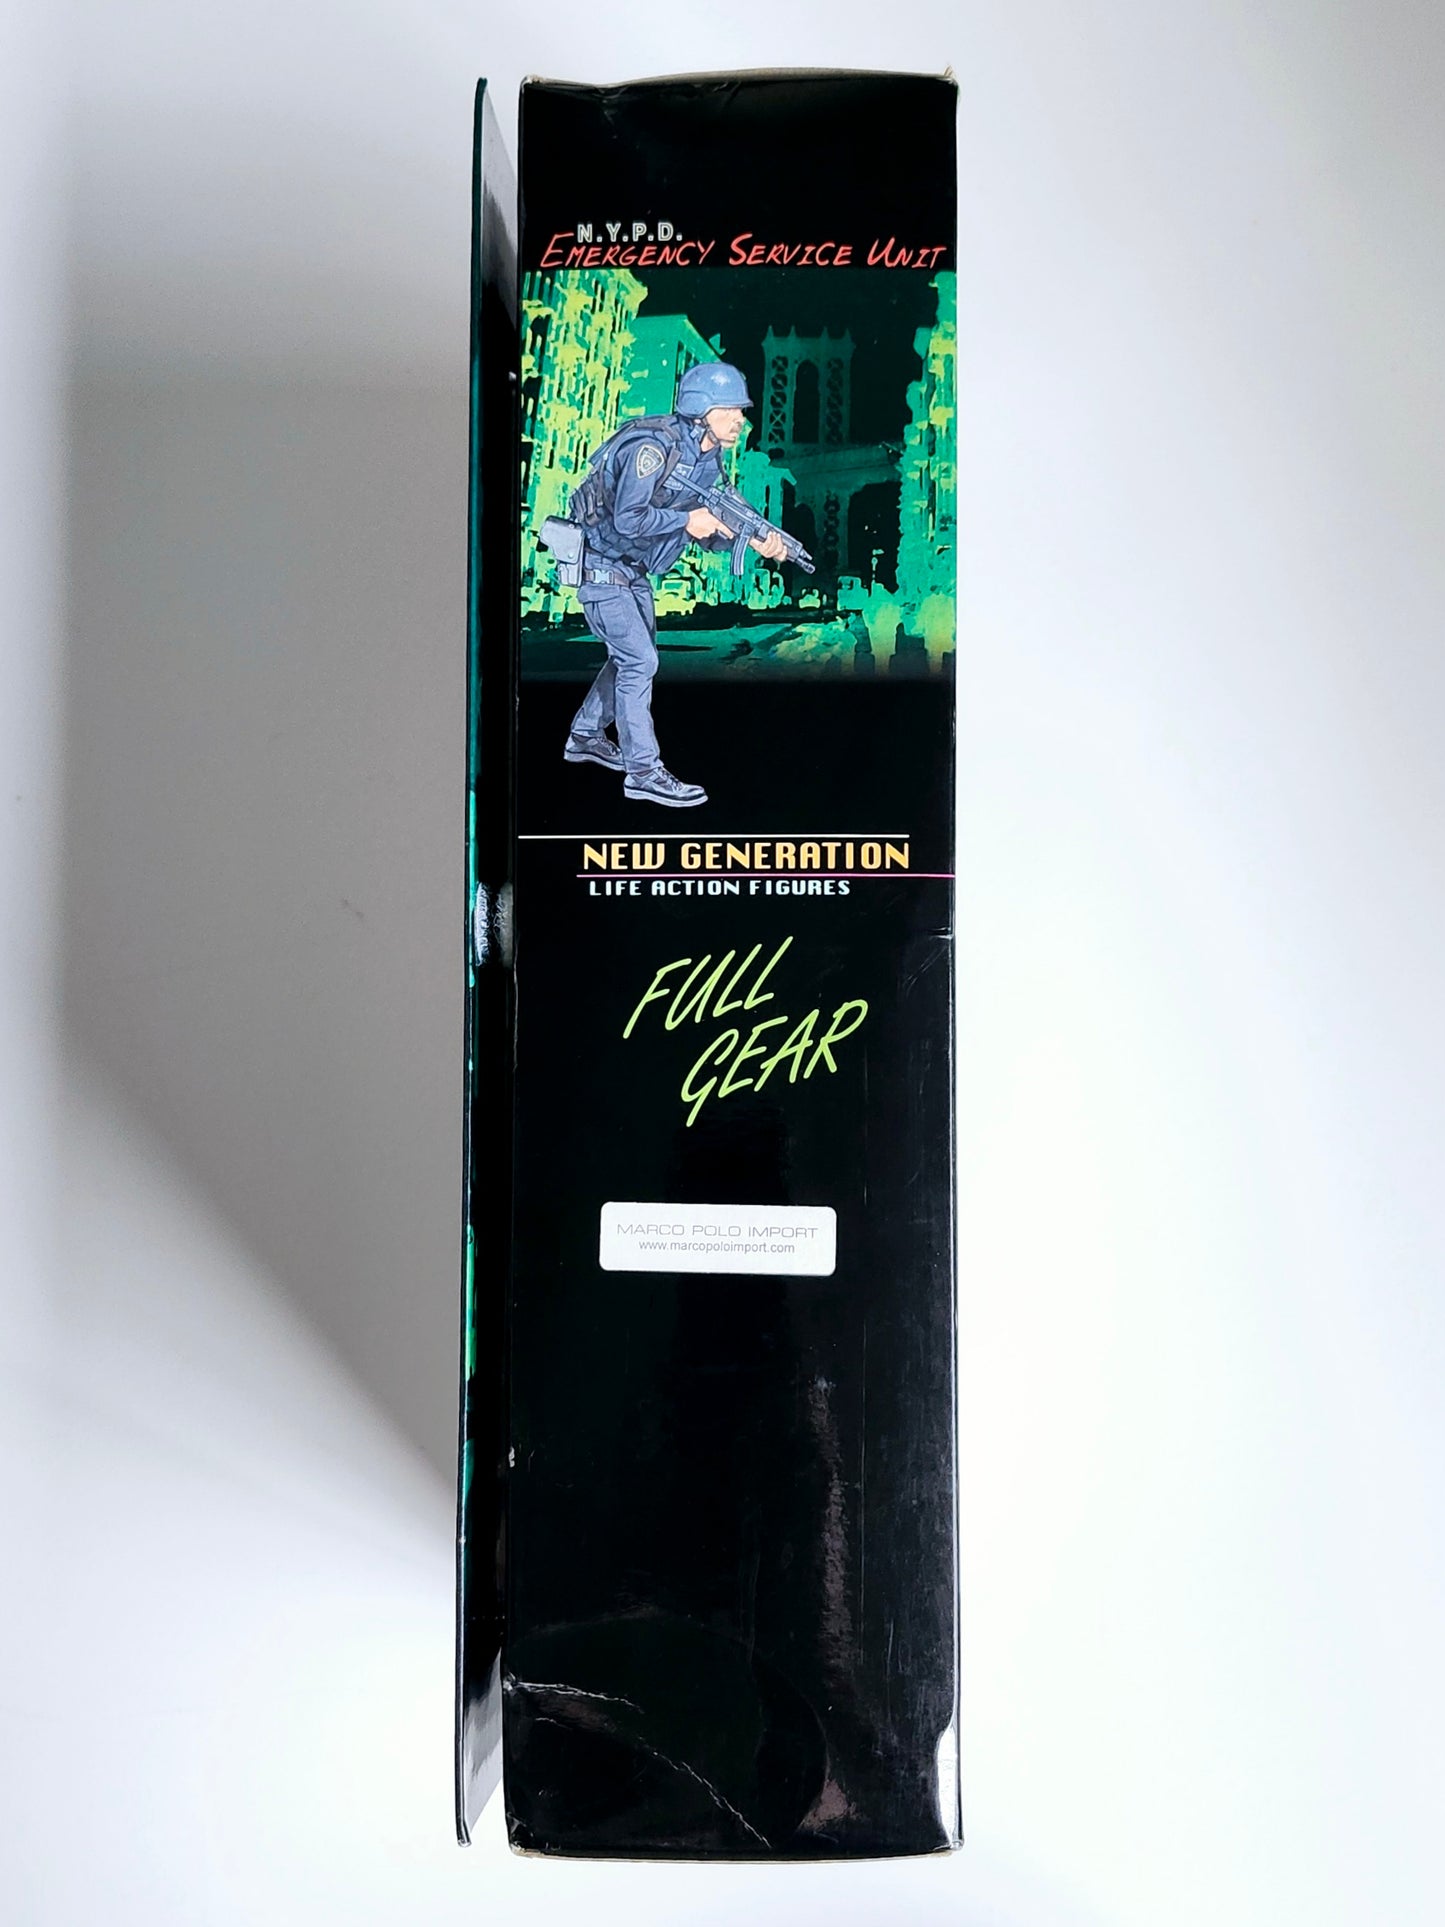 N.Y.P.D.
EMERGENCY SERVICE UNIT
NEW GENERATION
LIFE ACTION FIGURES
FULL
GEAR
MARCO POLO IMPORT
www.marcopoloimport.com